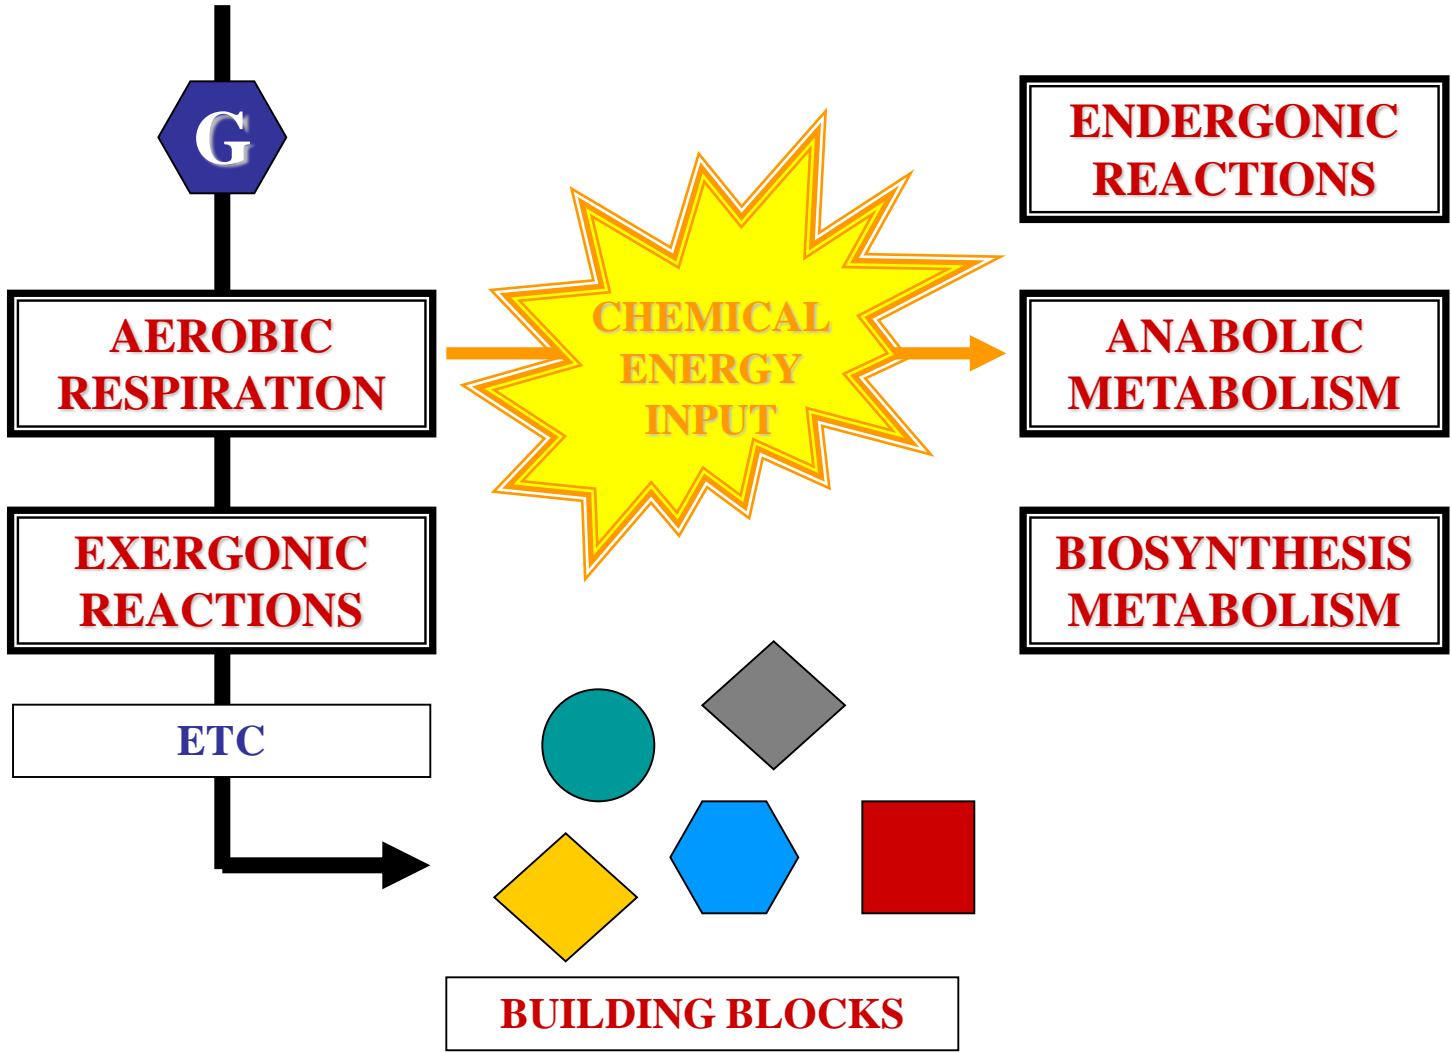 G
AEROBIC
RESPIRATION
EXERGONIC
REACTIONS
ETC
CHEMICAL
ENERGY
INPUT
ENDERGONIC
REACTIONS
ANABOLIC
METABOLISM
BIOSYNTHESIS
METABOLISM
BUILDING BLOCKS